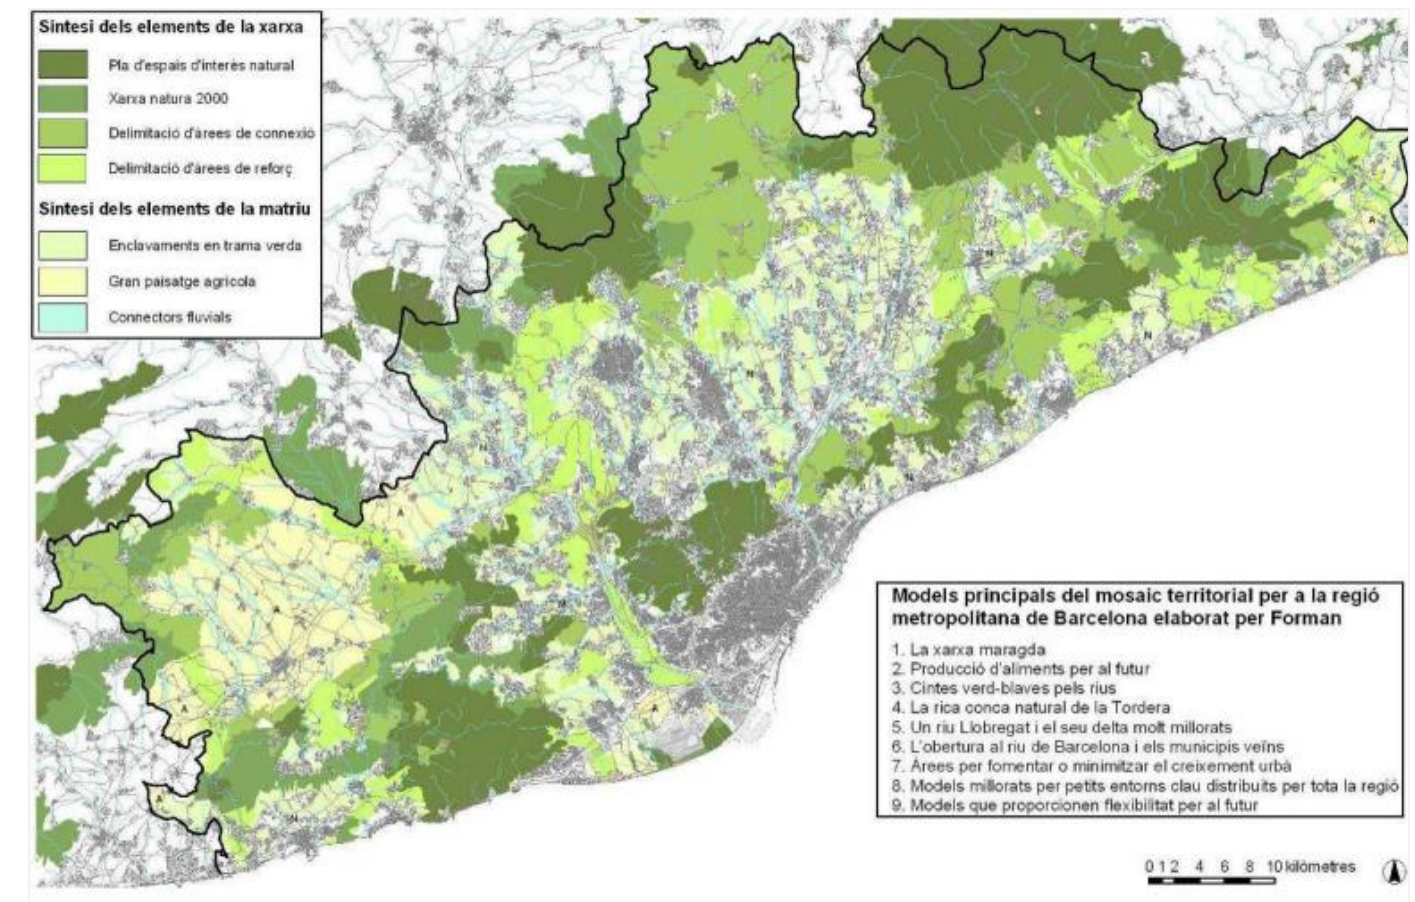 Síntesi dels elements de la xarxa
Pla d'espais d'interès natural
Xarxa natura 2000
Delimitació d'àrees de connexió
Delimitació d'àrees de reforç
Síntesi dels elements de la matriu
Enclavaments en trama verda
Gran paisatge agrícola
Connectors fluvials
A
N
N
N
N
A
N
A
M
A
A
A
N
Models principals del mosaic territorial per a la regió
metropolitana de Barcelona elaborat per Forman
1. La xarxa maragda
2. Producció d'aliments per al futur
3. Cintes verd-blaves pels rius
4. La rica conca natural de la Tordera
5. Un riu Llobregat i el seu delta molt millorats
6. L'obertura al riu de Barcelona i els municipis veïns
7. Àrees per fomentar o minimitzar el creixement urbà
8. Models millorats per petits entorns clau distribuïts per tota la regió
9. Models que proporcionen flexibilitat per al futur
0 1 2 4 6 8 10 kilòmetres